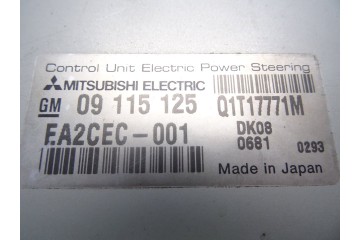 Control Unit Electric Power Steering
MITSUBISHI ELECTRIC
GM 09 115 125 Q1T17771M
EA2CEC-001 DK08
0681 0293
Made in Japan